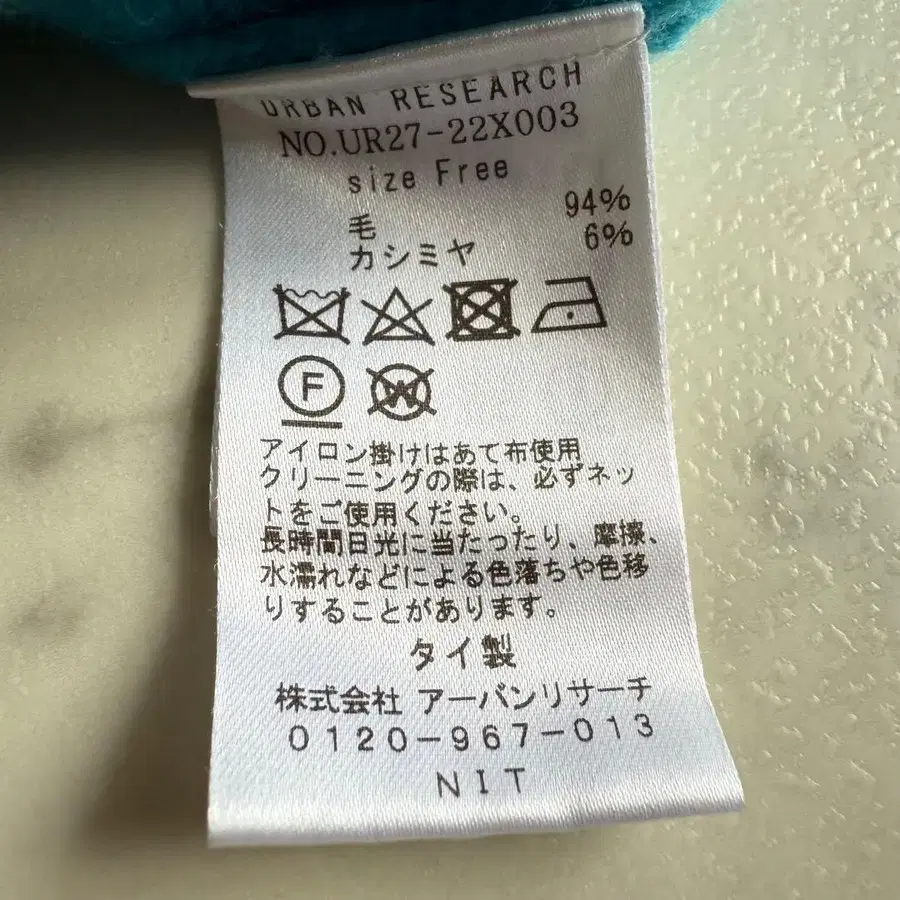 URBAN RESEARCH
NO.UR27-22X003
size Free
毛 94%
カシミヤ 6%
F
W
アイロン掛けはあて布使用
クリーニングの際は、必ずネッ
トをご使用ください。
長時間日光に当たったり、摩擦、
水濡れなどによる色落ちや色移
りすることがあります。
タイ製
株式会社 アーバンリサーチ
0120-967-013
NIT